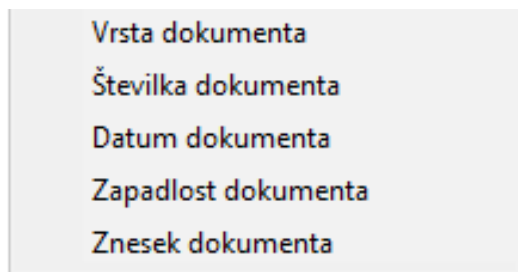 Vrsta dokumenta
Številka dokumenta
Datum dokumenta
Zapadlost dokumenta
Znesek dokumenta